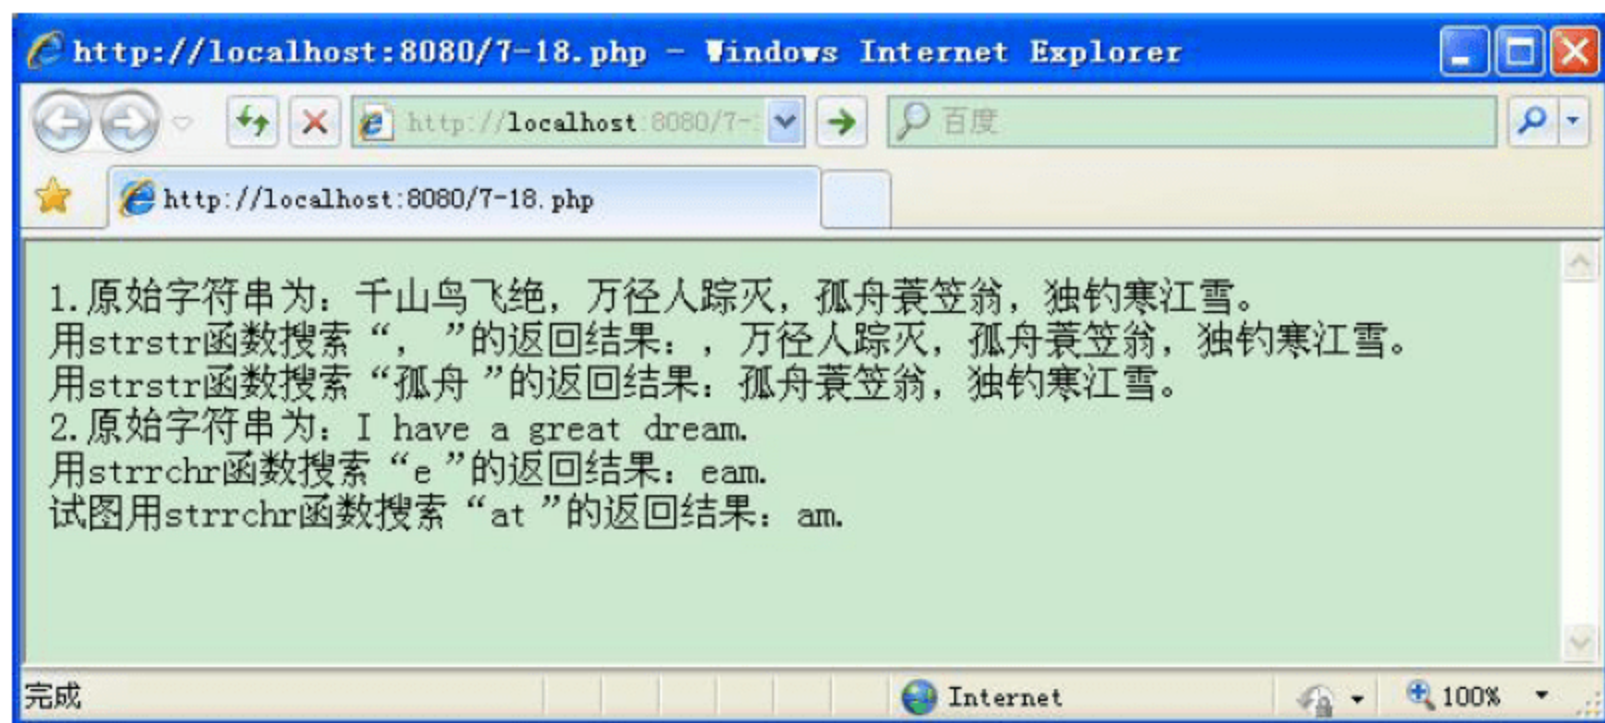 http://localhost:8080/7-18.php - Windows Internet Explorer
http://localhost:8080/7- 百度
http://localhost:8080/7-18.php
1.原始字符串为：千山鸟飞绝，万径人踪灭，孤舟蓑笠翁，独钓寒江雪。
用strstr函数搜索“，”的返回结果：，万径人踪灭，孤舟蓑笠翁，独钓寒江雪。
用strstr函数搜索“孤舟”的返回结果：孤舟蓑笠翁，独钓寒江雪。
2.原始字符串为：I have a great dream.
用strrchr函数搜索“e”的返回结果：eam.
试图用strrchr函数搜索“at”的返回结果：am.
完成 Internet 100%